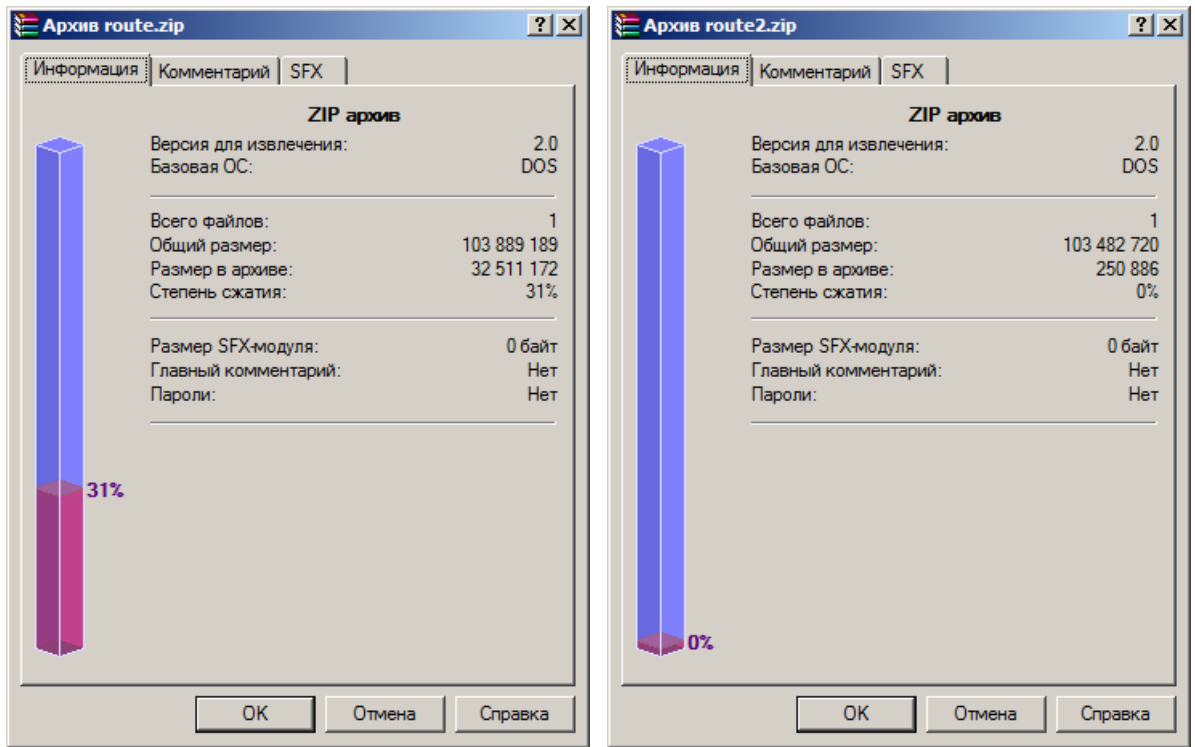 Архив route.zip
Информация Комментарий SFX
ZIP архив
Версия для извлечения: 2.0
Базовая ОС: DOS
Всего файлов: 1
Общий размер: 103 889 189
Размер в архиве: 32 511 172
Степень сжатия: 31%
Размер SFX-модуля: 0 байт
Главный комментарий: Нет
Пароли: Нет
31%
OK Отмена Справка
Архив route2.zip
Информация Комментарий SFX
ZIP архив
Версия для извлечения: 2.0
Базовая ОС: DOS
Всего файлов: 1
Общий размер: 103 482 720
Размер в архиве: 250 886
Степень сжатия: 0%
Размер SFX-модуля: 0 байт
Главный комментарий: Нет
Пароли: Нет
0%
OK Отмена Справка